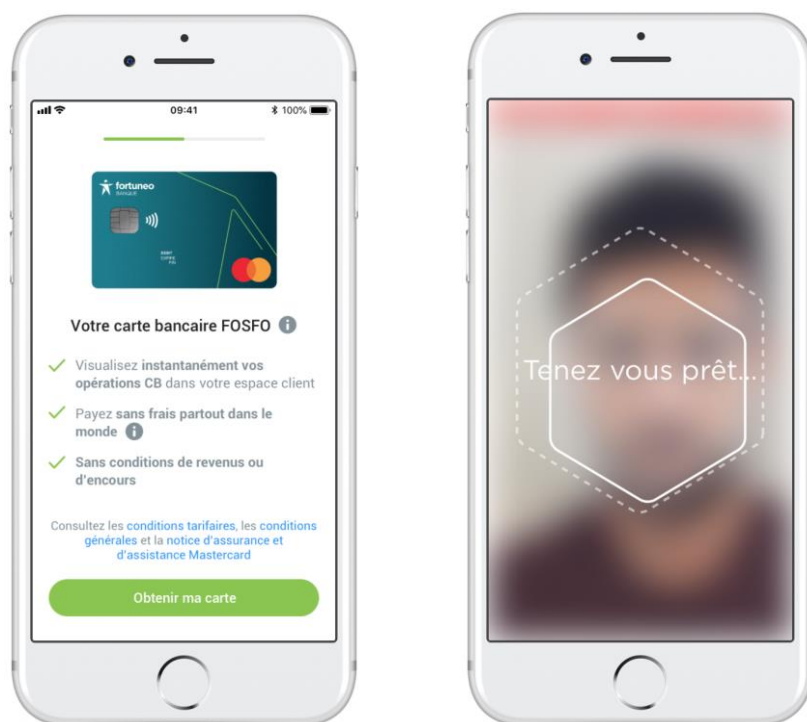 09:41
100%
fortuneo
Votre carte bancaire FOSFO
Visualisez instantanément vos
opérations CB dans votre espace client
Payez sans frais partout dans le
monde
Sans conditions de revenus ou
d'encours
Consultez les conditions tarifaires, les conditions
générales et la notice d'assurance et
d'assistance Mastercard
Obtenir ma carte
Tenez vous prêt...